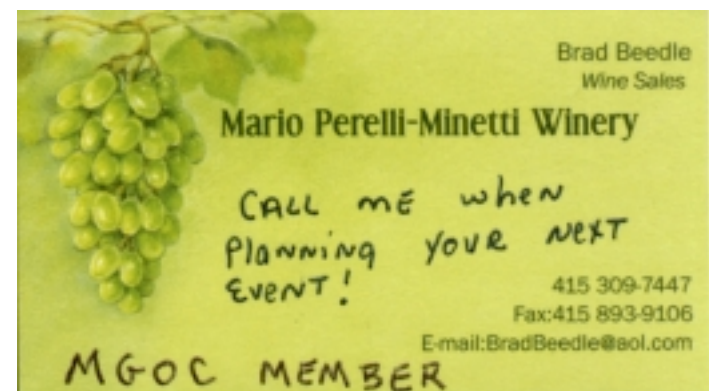 Brad Beedle
Wine Sales
Mario Perelli-Minetti Winery
CALL ME when
PlaNNiNg YOUR NEXT
EVENT!
415 309-7447
Fax:415 893-9106
E-mail:BradBeedle@aol.com
MGOC MEMBER